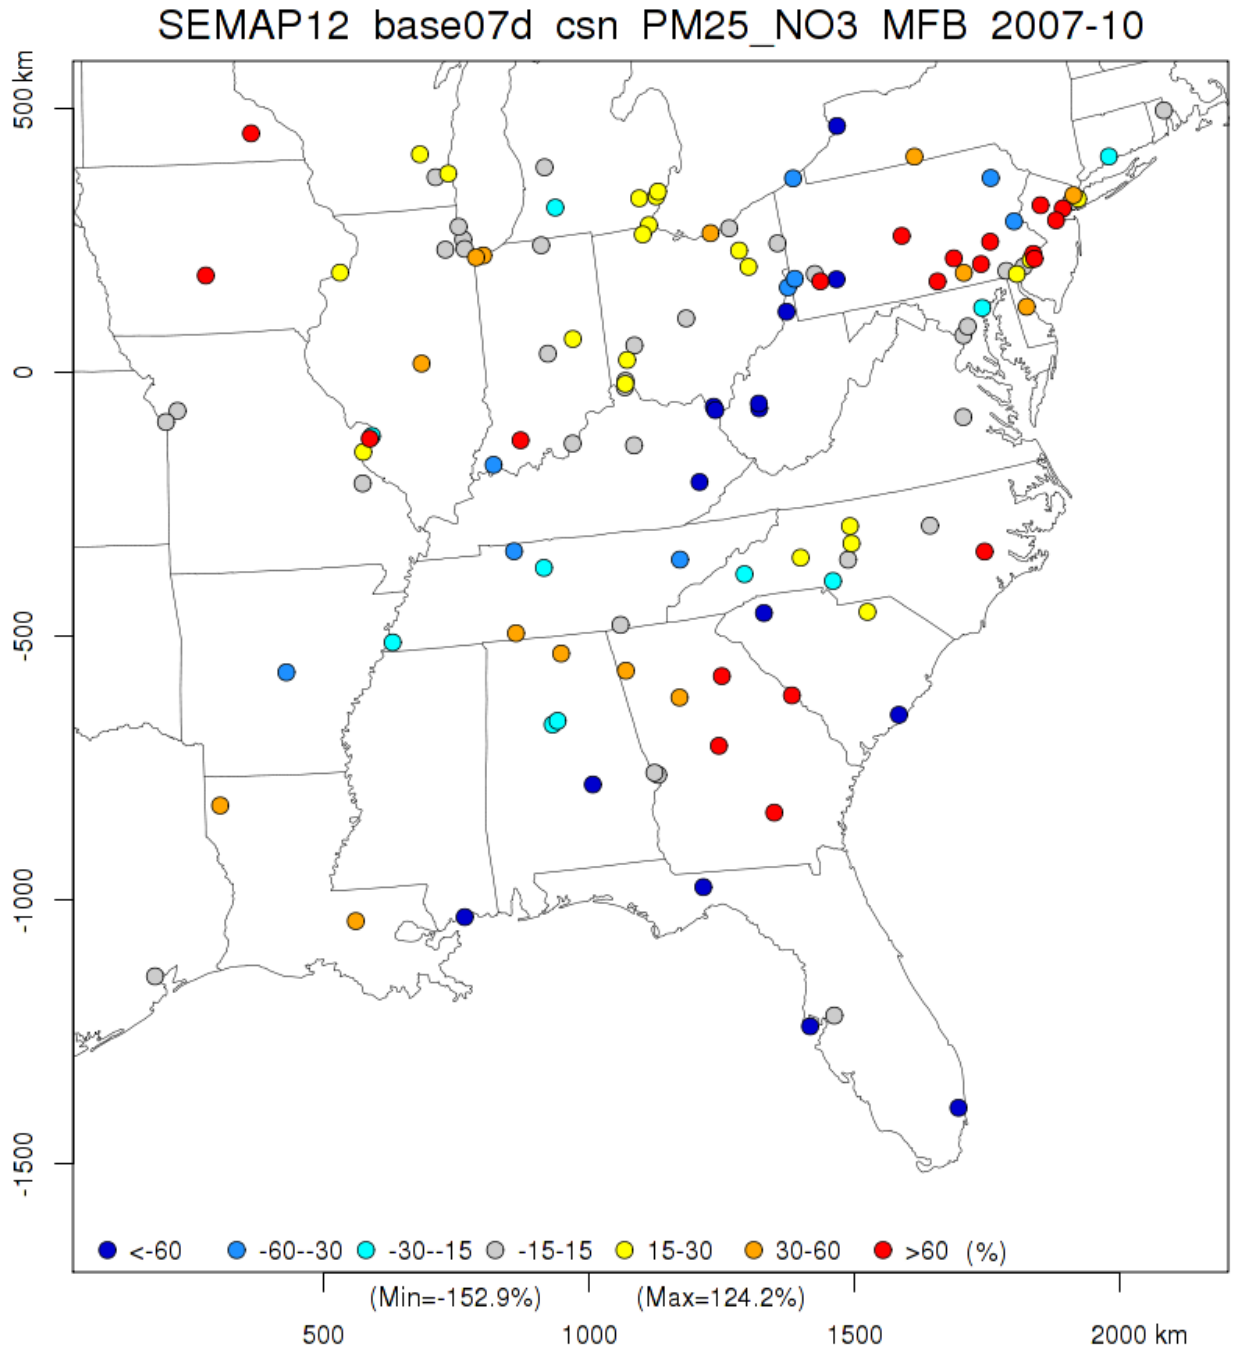 SEMAP12 base07d csn PM25_NO3 MFB 2007-10
500 km
0
-500
-1000
-1500
<-60 -60--30 -30--15 -15-15 15-30 30-60 >60 (%)
(Min=-152.9%) (Max=124.2%)
500 1000 1500 2000 km